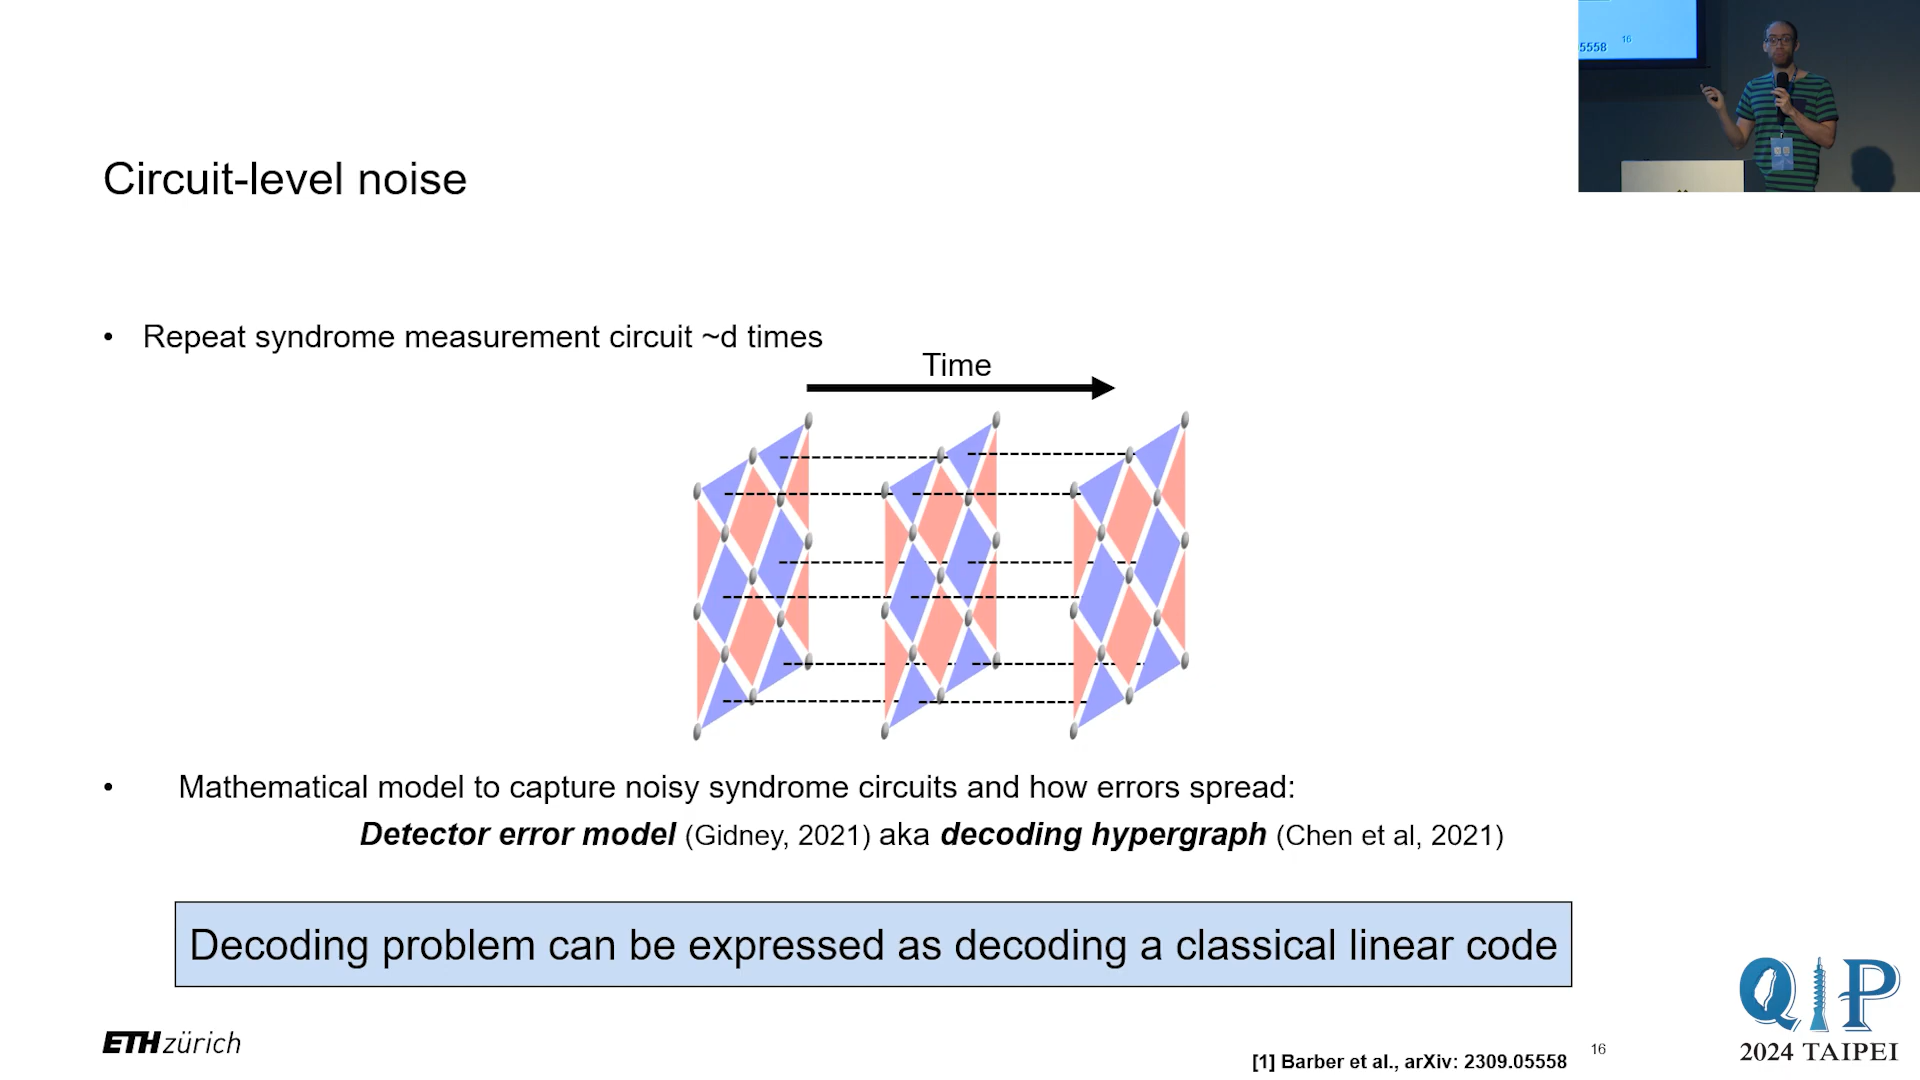 5558 16
Circuit-level noise
• Repeat syndrome measurement circuit ~d times
Time
• Mathematical model to capture noisy syndrome circuits and how errors spread:
Detector error model (Gidney, 2021) aka decoding hypergraph (Chen et al, 2021)
Decoding problem can be expressed as decoding a classical linear code
ETH zürich
[1] Barber et al., arXiv: 2309.05558
16
QIP
2024 TAIPEI